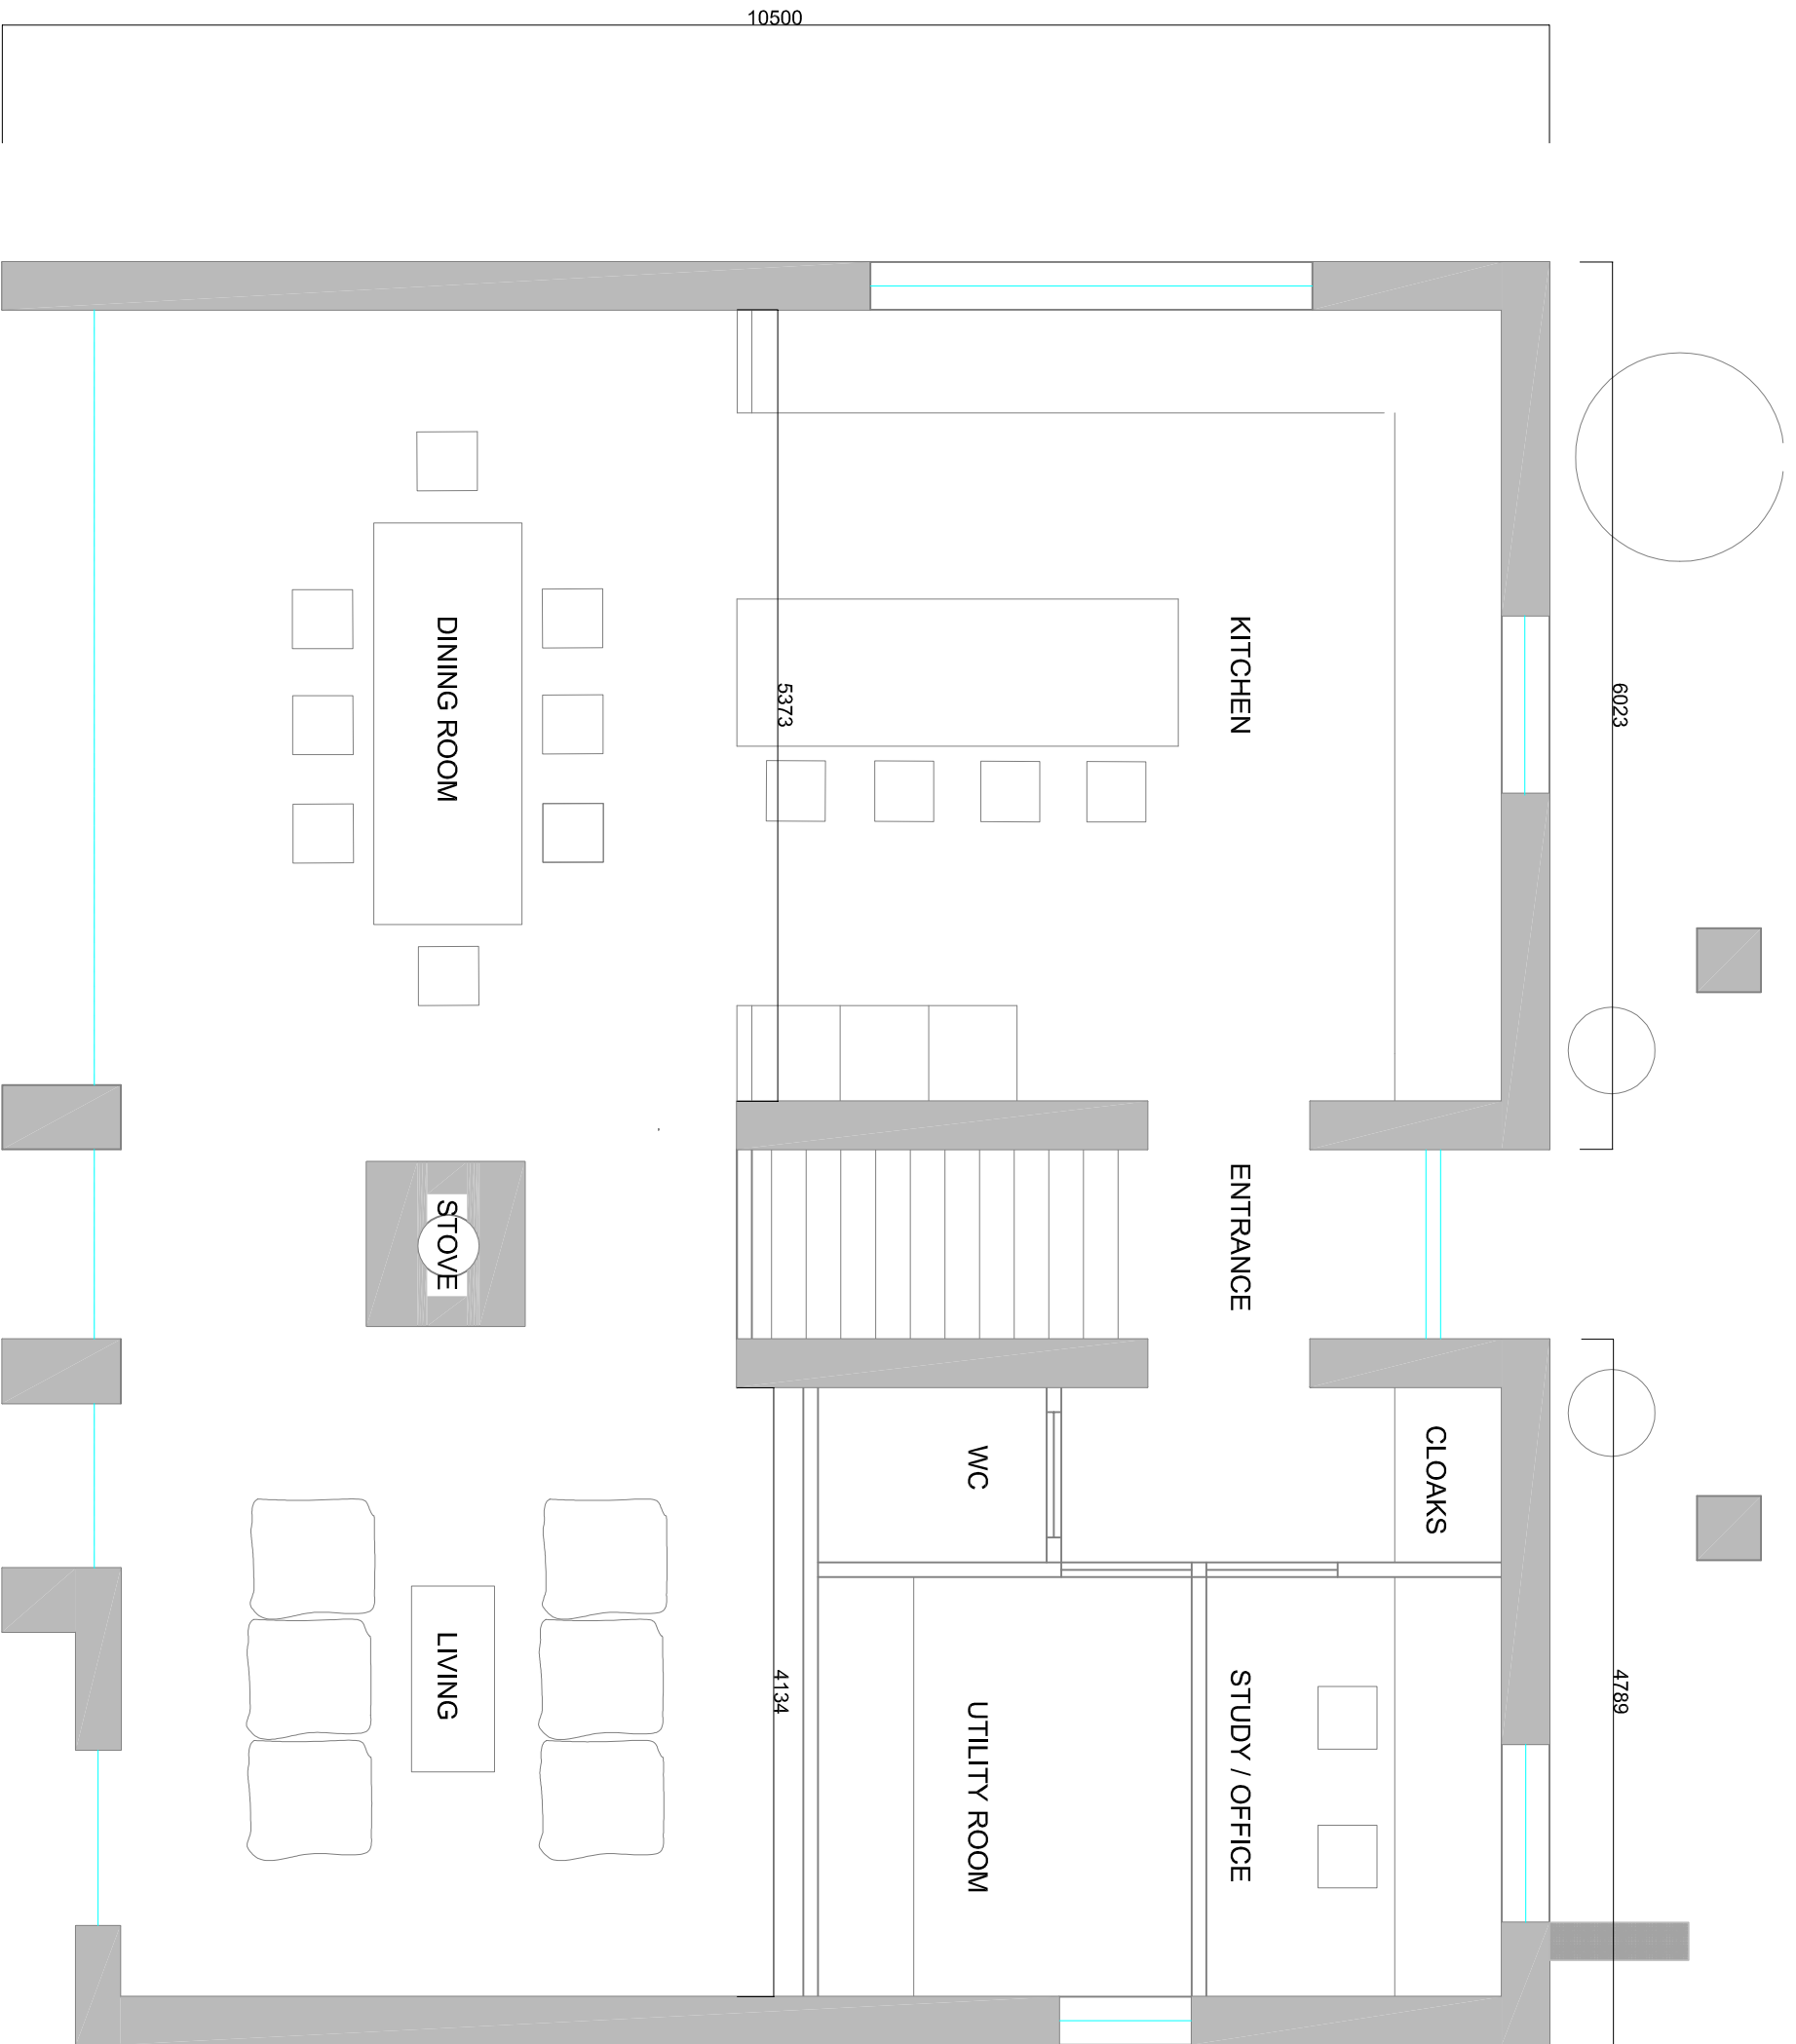 10500
DINING ROOM
KITCHEN
5373
6023
STOVE
ENTRANCE
WC
CLOAKS
LIVING
4134
UTILITY ROOM
STUDY / OFFICE
4789